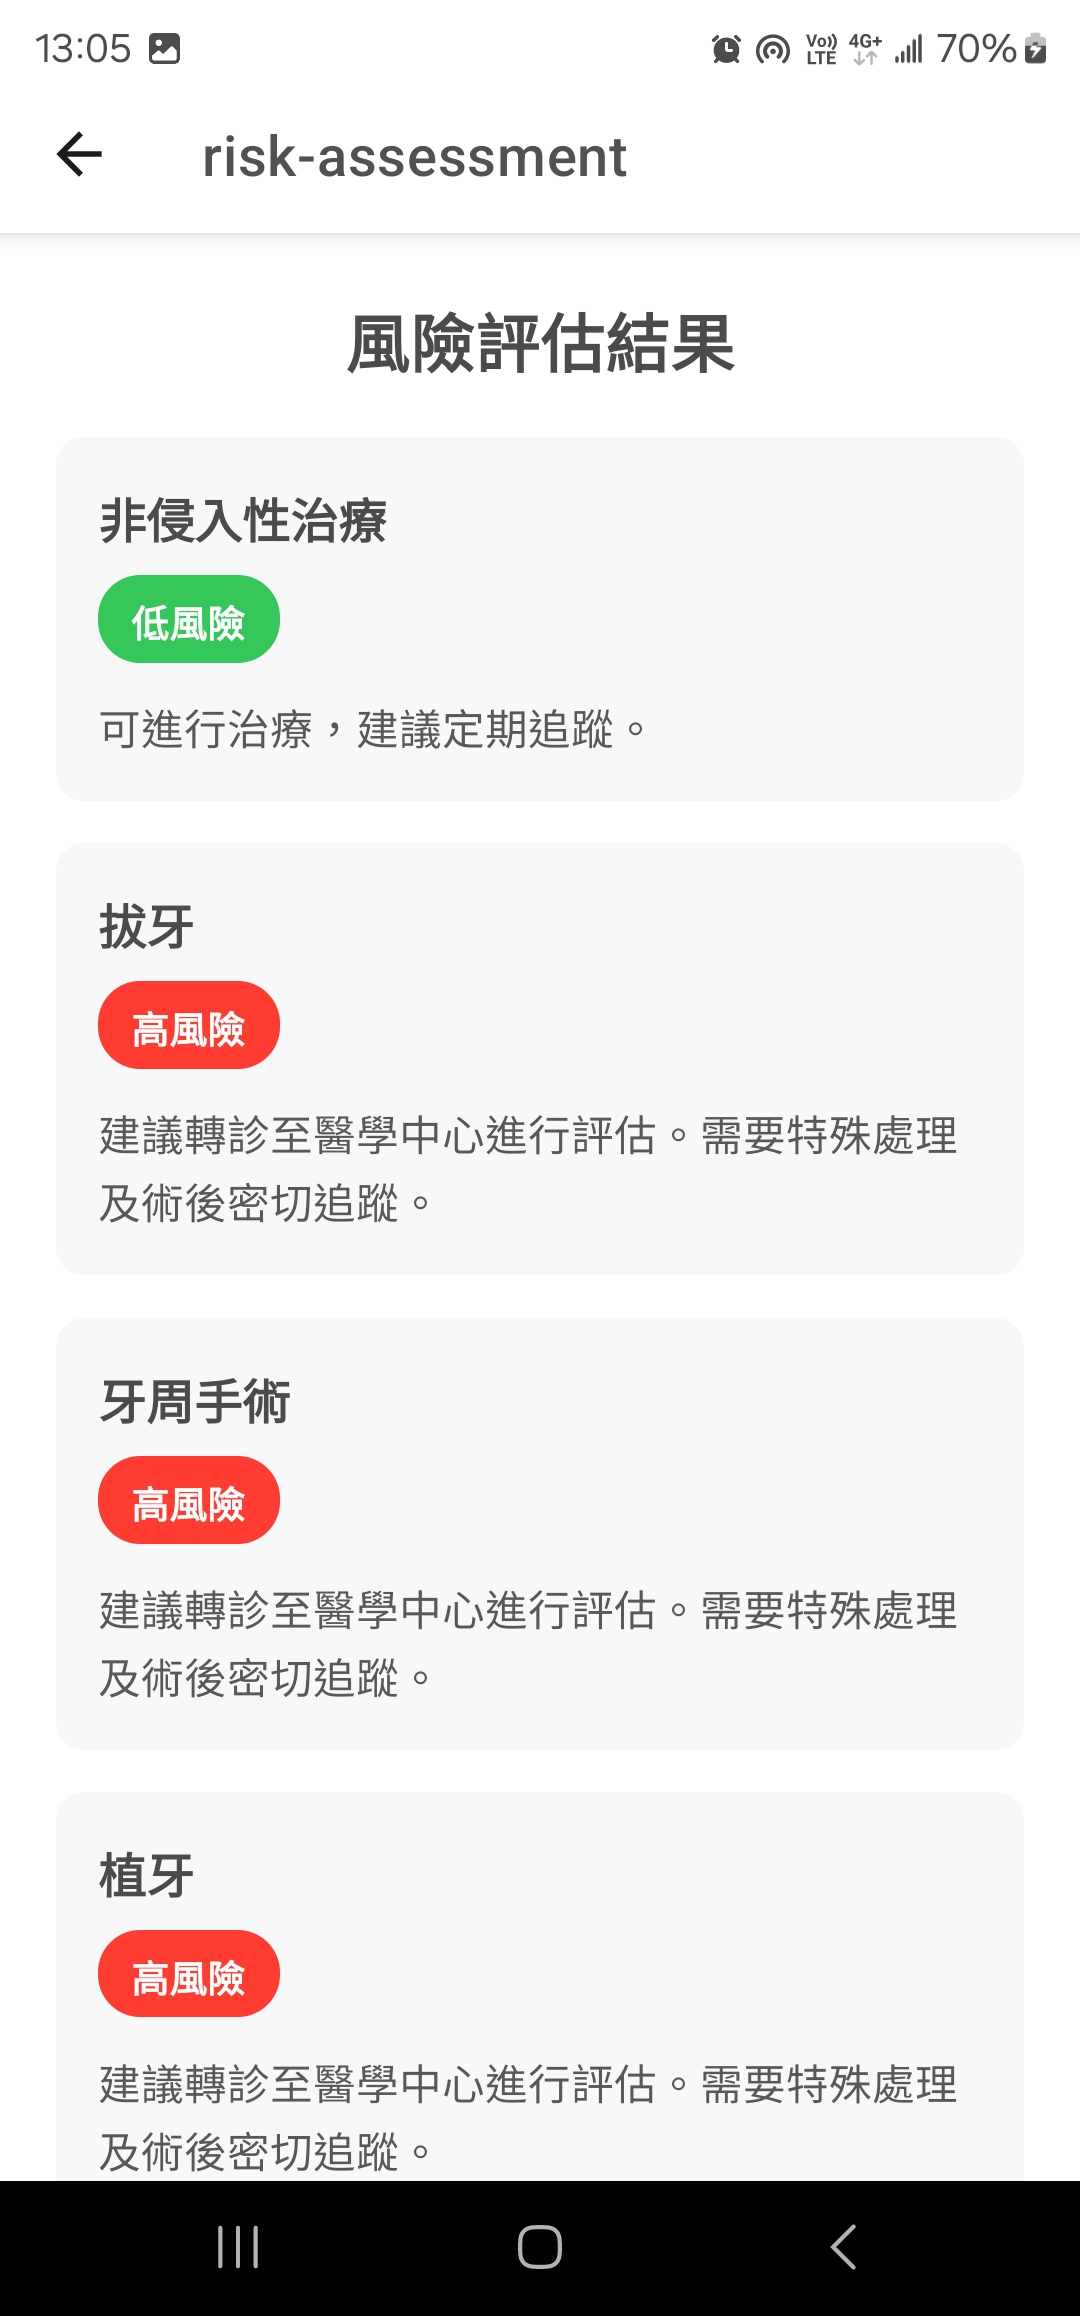 13:05 Vo)) LTE 4G+ 70%
risk-assessment
風險評估結果
非侵入性治療
低風險
可進行治療，建議定期追蹤。
拔牙
高風險
建議轉診至醫學中心進行評估。需要特殊處理
及術後密切追蹤。
牙周手術
高風險
建議轉診至醫學中心進行評估。需要特殊處理
及術後密切追蹤。
植牙
高風險
建議轉診至醫學中心進行評估。需要特殊處理
及術後密切追蹤。